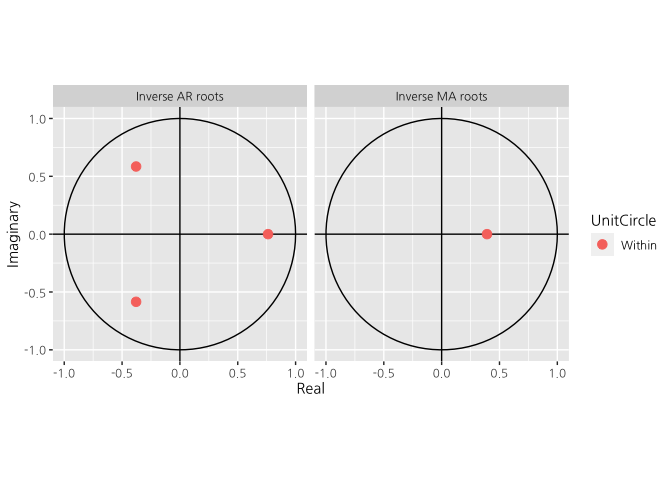 Inverse AR roots
Inverse MA roots
Imaginary
1.0
0.5
0.0
-0.5
-1.0
-1.0 -0.5 0.0 0.5 1.0
-1.0 -0.5 0.0 0.5 1.0
Real
UnitCircle
Within